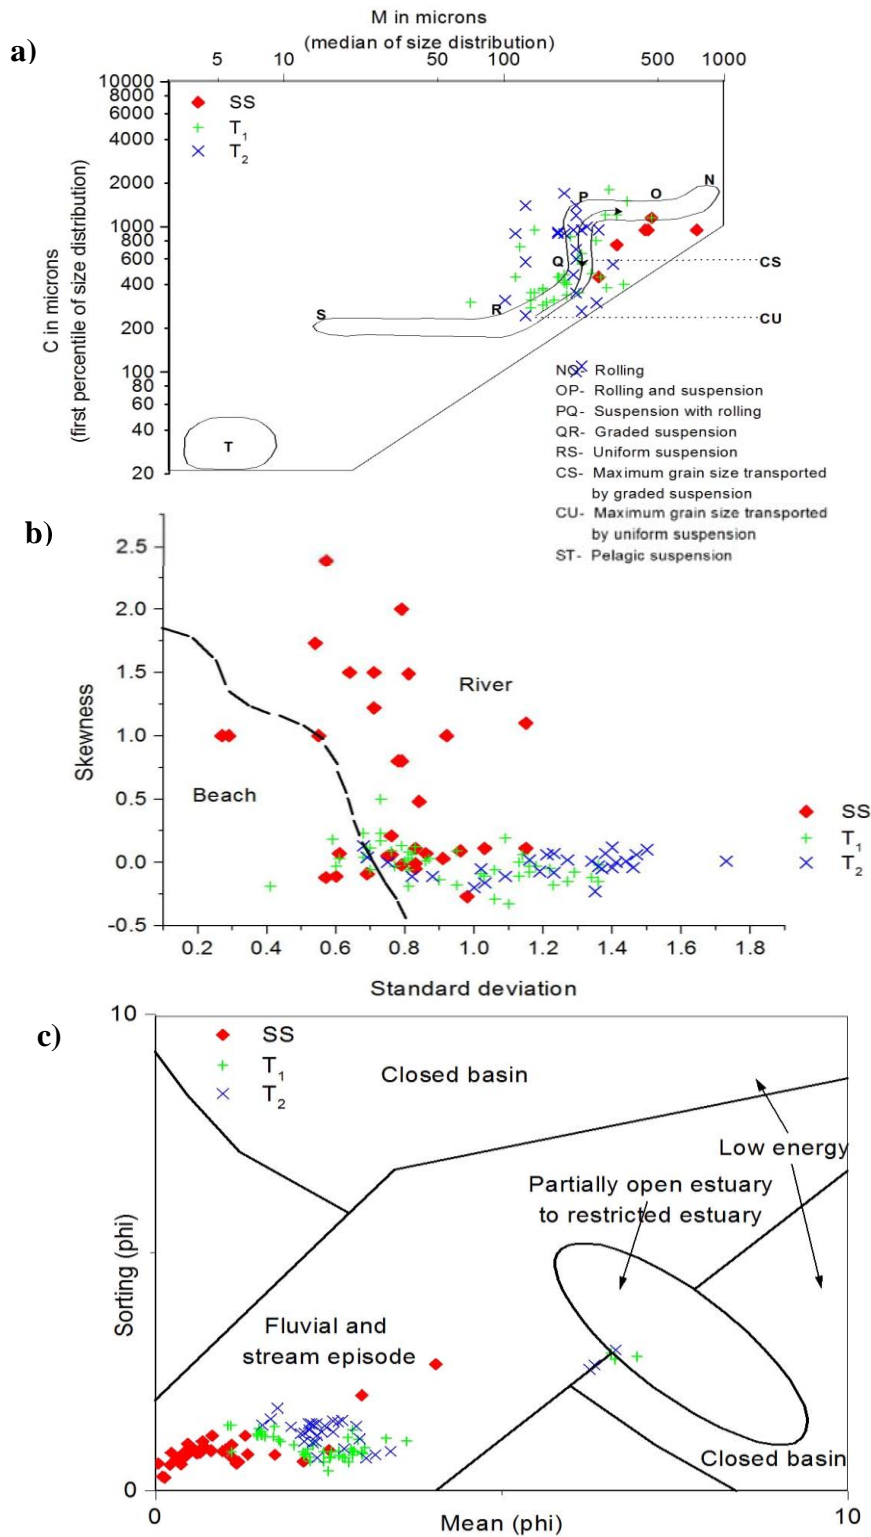 a)
M in microns
(median of size distribution)
5 10 50 100 500 1000
C in microns
(first percentile of size distribution)
10000
8000
6000
4000
2000
1000
800
600
400
200
100
80
60
40
20
SS
T1
T2
N
O
P
Q
R
S
T
CS
CU
NO- Rolling
OP- Rolling and suspension
PQ- Suspension with rolling
QR- Graded suspension
RS- Uniform suspension
CS- Maximum grain size transported
by graded suspension
CU- Maximum grain size transported
by uniform suspension
ST- Pelagic suspension
b)
Skewness
2.5
2.0
1.5
1.0
0.5
0.0
-0.5
River
Beach
SS
T1
T2
0.2 0.4 0.6 0.8 1.0 1.2 1.4 1.6 1.8
Standard deviation
c)
10
Sorting (phi)
SS
T1
T2
Closed basin
Low energy
Partially open estuary
to restricted estuary
Fluvial and
stream episode
Closed basin
0
0 10
Mean (phi)